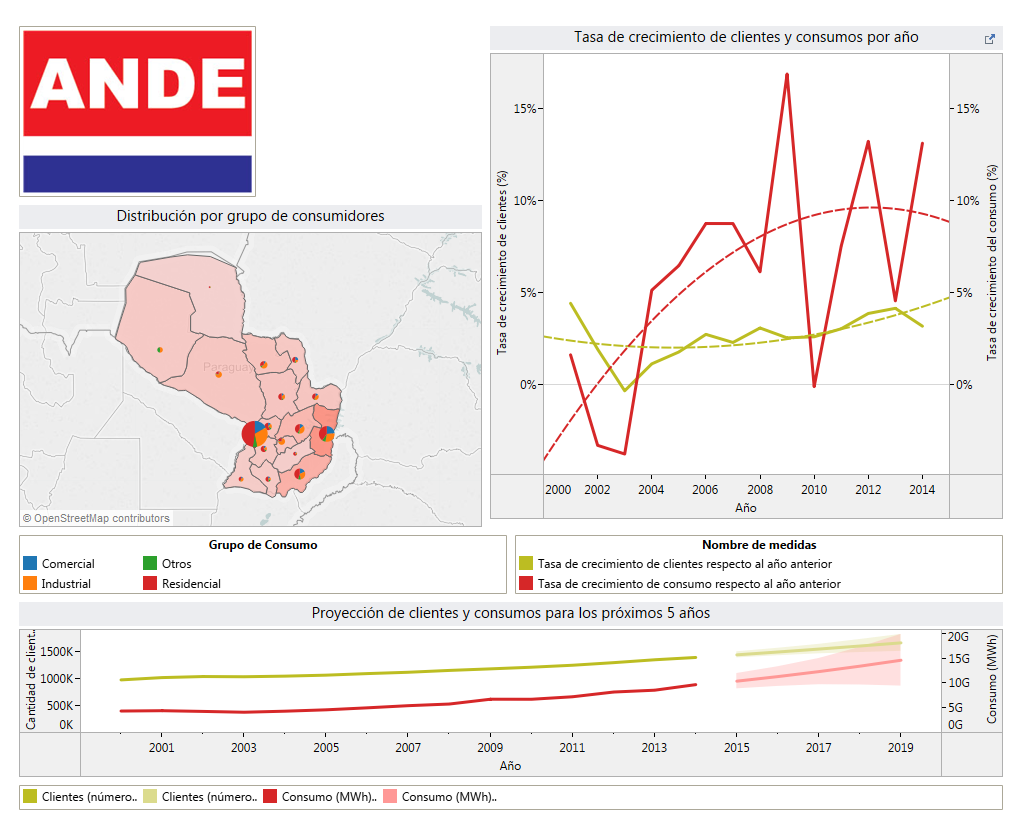 ANDE
Tasa de crecimiento de clientes y consumos por año
Tasa de crecimiento de clientes (%)
15%
10%
5%
0%
15%
10%
5%
0%
Tasa de crecimiento del consumo (%)
2000 2002 2004 2006 2008 2010 2012 2014
Año
Distribución por grupo de consumidores
Paraguay
© OpenStreetMap contributors
Grupo de Consumo
Comercial Otros
Industrial Residencial
Nombre de medidas
Tasa de crecimiento de clientes respecto al año anterior
Tasa de crecimiento de consumo respecto al año anterior
Proyección de clientes y consumos para los próximos 5 años
Cantidad de client..
1500K
1000K
500K
0K
20G
15G
10G
5G
0G
Consumo (MWh)
2001 2003 2005 2007 2009 2011 2013 2015 2017 2019
Año
Clientes (número.. Clientes (número.. Consumo (MWh).. Consumo (MWh)..